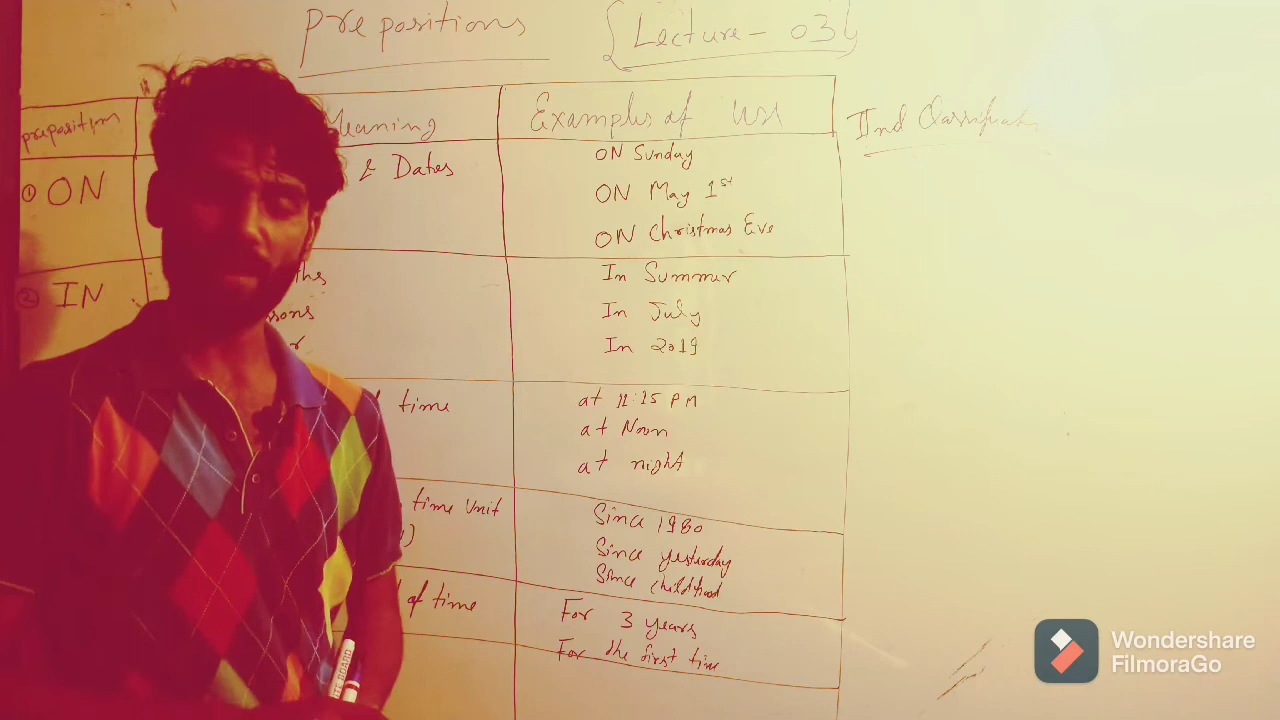 Prepositions {Lecture - 03}
preposition Meaning Examples of Use IInd Classification
① ON & Dates ON Sunday
ON May 1st
ON Christmas Eve
② IN ths In Summer
sons In July
r In 2019
time at 11:15 PM
at Noon
at night
time Unit Since 1980
Since yesterday
Since childhood
of time For 3 years
For the first time
BOARD
Wondershare
FilmoraGo